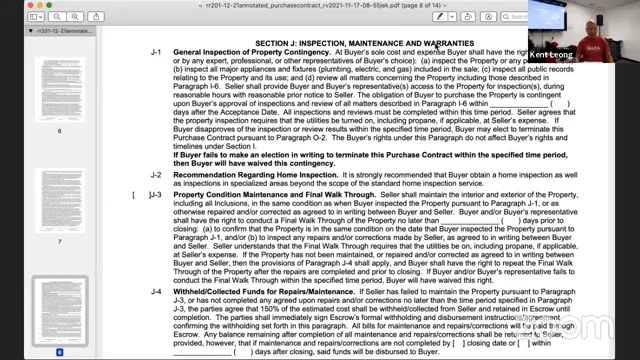 rr201-12-21annotated_purchasecontract_rv2021-11-17-08-55jek.pdf (page 8 of 14)
Kent Leong
SECTION J: INSPECTION, MAINTENANCE AND WARRANTIES
J-1 General Inspection of Property Contingency. At Buyer's sole cost and expense Buyer shall have the right
or by any expert, professional, or other representatives of Buyer's choice): (a) inspect the Property or any po
(b) inspect all major appliances and fixtures (plumbing, electric, and gas) included in the sale; (c) inspect all public records
relating to the Property and its use; and (d) review all matters concerning the Property including those described in
Paragraph I-6. Seller shall provide Buyer and Buyer's representative(s) access to the Property for inspection(s), during
reasonable hours with reasonable prior notice to Seller. The obligation of Buyer to purchase the Property is contingent
upon Buyer's approval of inspections and review of all matters described in Paragraph I-6 within ____________ ( )
days after the Acceptance Date. All inspections and reviews must be completed within this time period. Seller agrees that
the property inspection requires that the utilities be turned on, including propane, if applicable, at Seller's expense. If
Buyer disapproves of the inspection or review results within the specified time period, Buyer may elect to terminate this
Purchase Contract pursuant to Paragraph O-2. The Buyer's rights under this Paragraph do not affect Buyer's rights and
timelines under Section I.
If Buyer fails to make an election in writing to terminate this Purchase Contract within the specified time period,
then Buyer will have waived this contingency.
J-2 Recommendation Regarding Home Inspection. It is strongly recommended that Buyer obtain a home inspection as well
as inspections in specialized areas beyond the scope of the standard home inspection service.
[ ]J-3 Property Condition Maintenance and Final Walk Through. Seller shall maintain the interior and exterior of the Property,
including all Inclusions, in the same condition as when Buyer inspected the Property pursuant to Paragraph J-1, or as
otherwise repaired and/or corrected as agreed to in writing between Buyer and Seller. Buyer and/or Buyer's representative
shall have the right to conduct a Final Walk Through of the Property no later than ____________ ( ) days prior to
closing: (a) to confirm that the Property is in the same condition on the date that Buyer inspected the Property pursuant to
Paragraph J-1, and/or (b) to inspect any repairs and/or corrections made by Seller, as agreed to in writing between Buyer
and Seller. Seller understands that the Final Walk Through requires that the utilities be on, including propane, if applicable,
at Seller's expense. If the Property has not been maintained, or repaired and/or corrected as agreed to in writing between
Buyer and Seller, then the provisions of Paragraph J-4 shall apply, and Buyer shall have the right to repeat the Final Walk
Through of the Property after the repairs are completed and prior to closing. If Buyer and/or Buyer's representative fails to
conduct the Final Walk Through within the time period specified, Buyer will have waived this right.
J-4 Withheld/Collected Funds for Repairs/Maintenance. If Seller has failed to maintain the Property pursuant to Paragraph
J-3, or has not completed any agreed upon repairs and/or corrections no later than the time period specified in Paragraph
J-3, the parties agree that 150% of the estimated cost shall be withheld/collected from Seller and retained in Escrow until
completion. The parties shall immediately sign Escrow's formal withholding and disbursement instructions/agreement
confirming the withholding set forth in this Paragraph. All bills for maintenance and repairs/corrections will be paid through
Escrow. Any balance remaining after completion of all maintenance and repairs/corrections shall be returned to Seller,
provided, however, that if maintenance and repairs/corrections are not completed by [ ] closing date or [ ] within
____________ ( ) days after closing, said funds will be disbursed to Buyer.
6
7
8